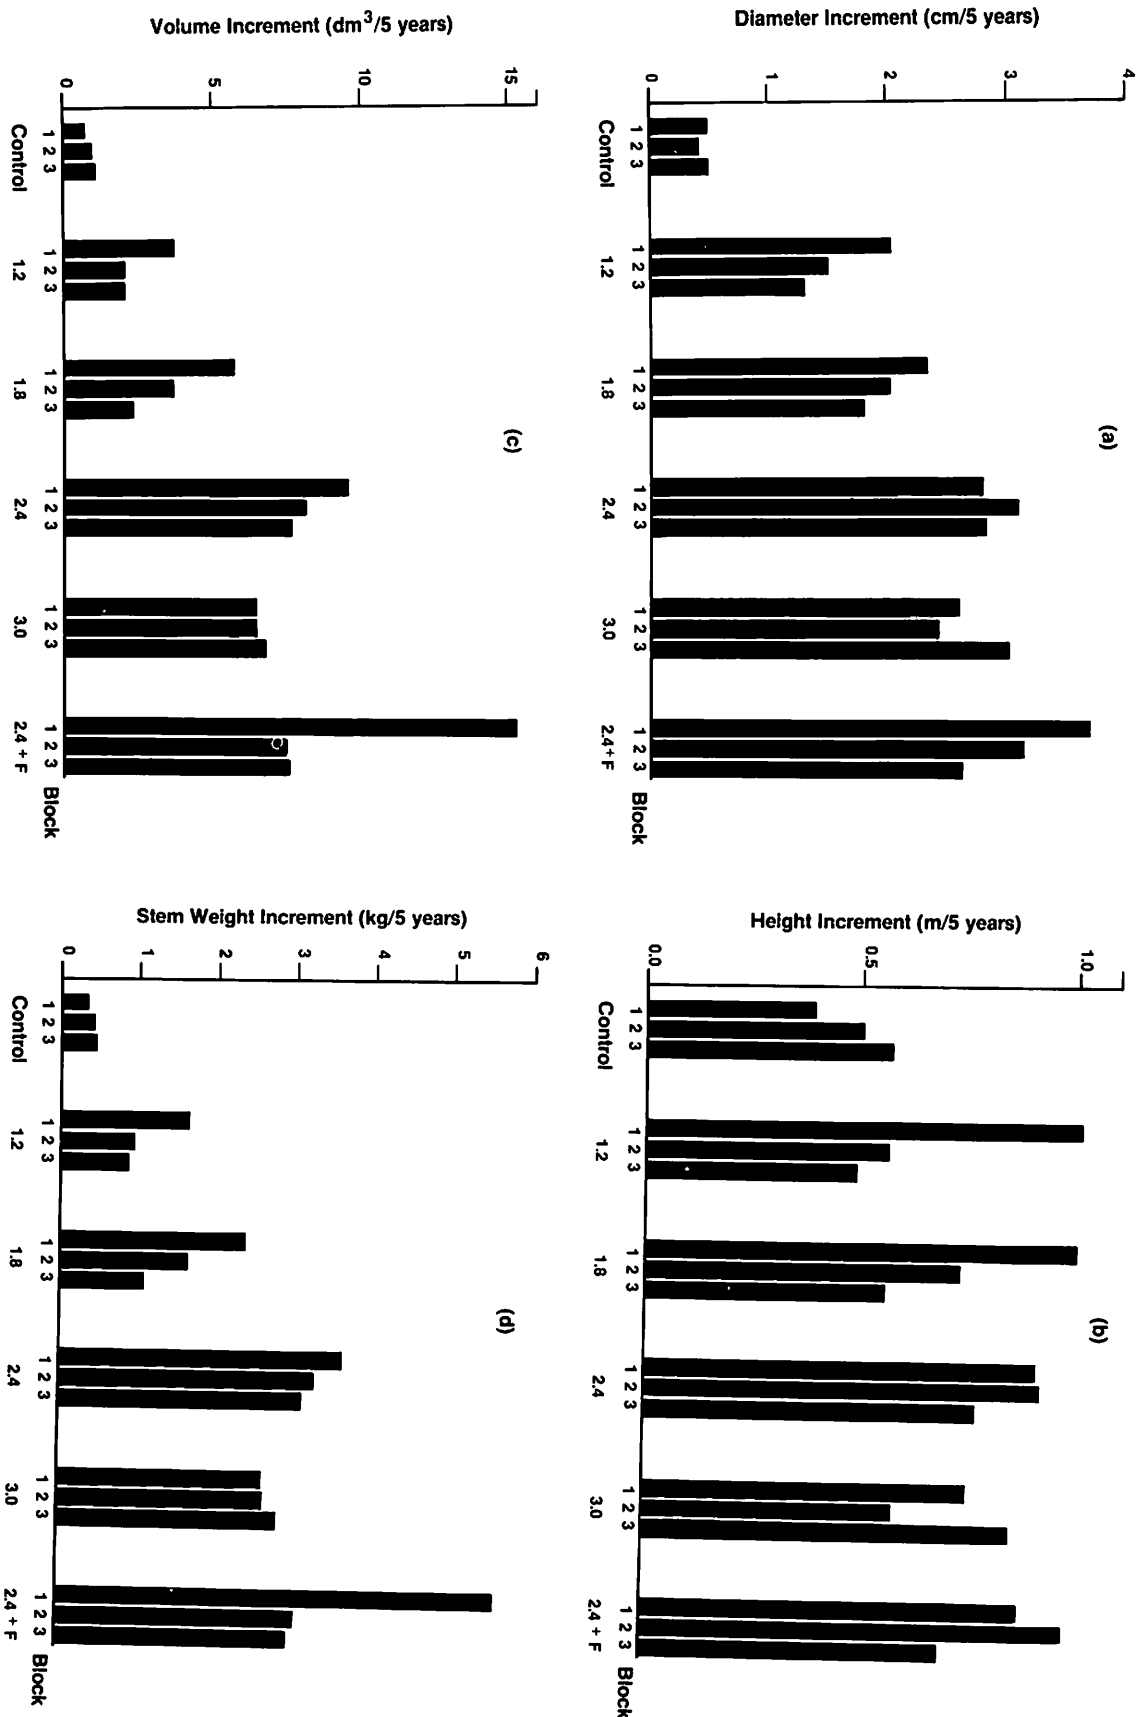 (a)
Diameter Increment (cm/5 years)
4
3
2
1
0
1 2 3 1 2 3 1 2 3 1 2 3 1 2 3 1 2 3 Block
Control 1.2 1.8 2.4 3.0 2.4+F
(b)
Height Increment (m/5 years)
1.0
0.5
0.0
1 2 3 1 2 3 1 2 3 1 2 3 1 2 3 1 2 3 Block
Control 1.2 1.8 2.4 3.0 2.4 + F
(c)
Volume Increment (dm³/5 years)
15
10
5
0
1 2 3 1 2 3 1 2 3 1 2 3 1 2 3 1 2 3 Block
Control 1.2 1.8 2.4 3.0 2.4 + F
(d)
Stem Weight Increment (kg/5 years)
6
5
4
3
2
1
0
1 2 3 1 2 3 1 2 3 1 2 3 1 2 3 1 2 3 Block
Control 1.2 1.8 2.4 3.0 2.4 + F